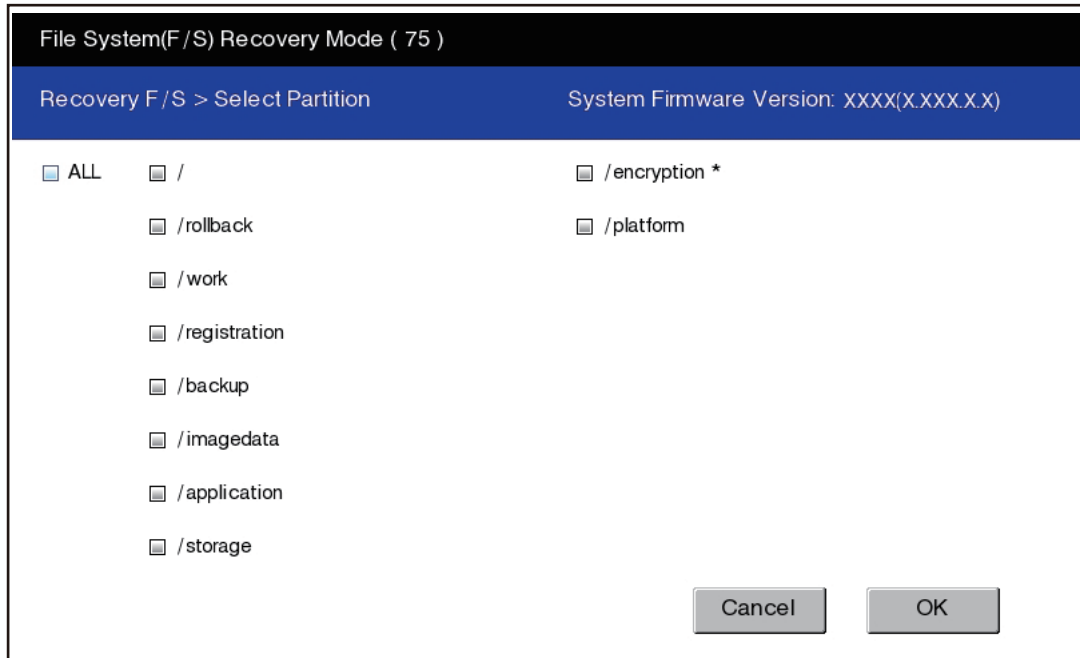 File System(F/S) Recovery Mode ( 75 )
Recovery F/S > Select Partition System Firmware Version: XXXX(X.XXX.X.X)
ALL / /encryption *
/rollback /platform
/work
/registration
/backup
/imagedata
/application
/storage
Cancel OK